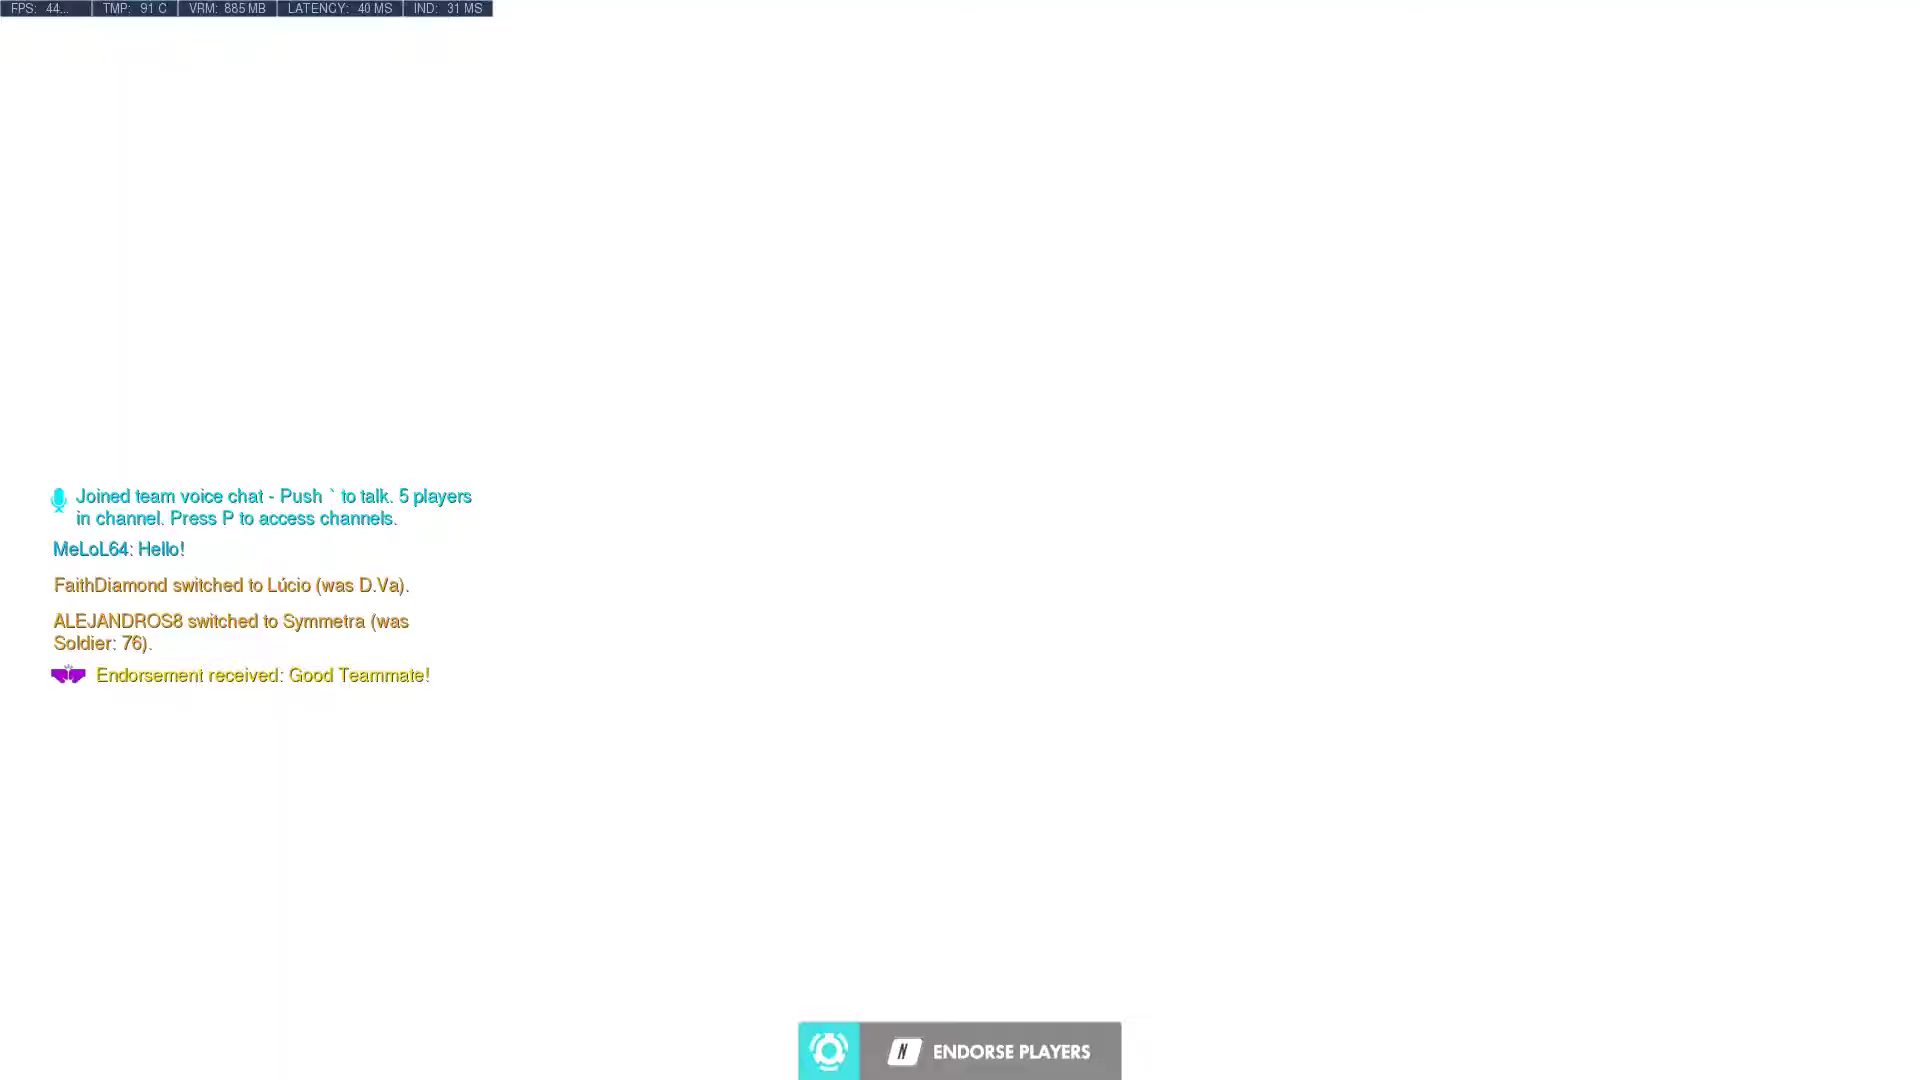 FPS: 44... TMP: 91 C VRM: 885 MB LATENCY: 40 MS IND: 31 MS
Joined team voice chat - Push ` to talk. 5 players
in channel. Press P to access channels.
MeLoL64: Hello!
FaithDiamond switched to Lúcio (was D.Va).
ALEJANDROS8 switched to Symmetra (was
Soldier: 76).
Endorsement received: Good Teammate!
N ENDORSE PLAYERS